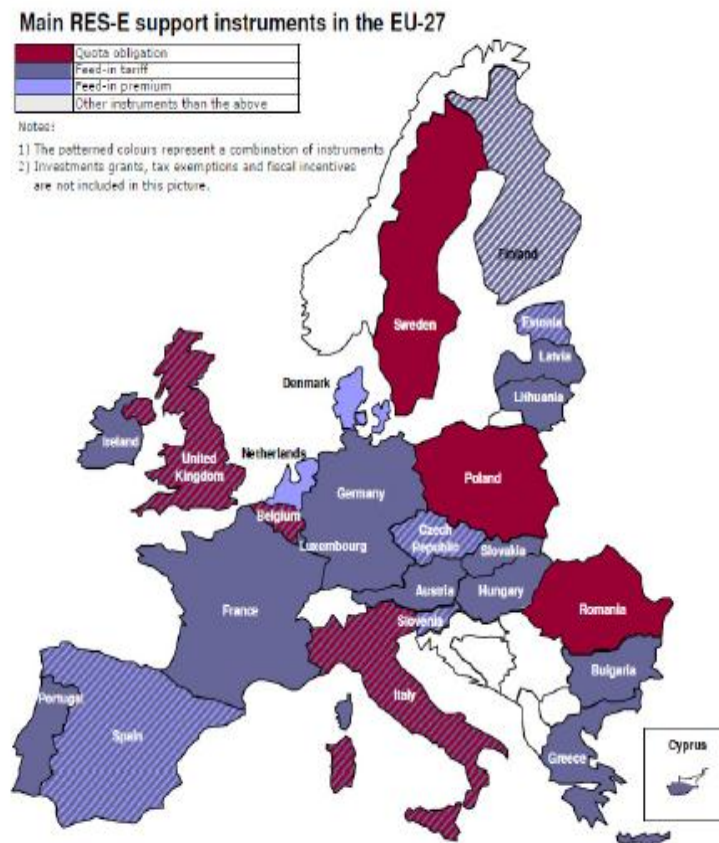 Main RES-E support instruments in the EU-27
Quota obligation
Feed-in tariff
Feed-in premium
Other instruments than the above
Notes:
1) The patterned colours represent a combination of instruments
2) Investments grants, tax exemptions and fiscal incentives
are not included in this picture.
Finland
Sweden
Estonia
Latvia
Lithuania
Denmark
Ireland
United
Kingdom
Netherlands
Poland
Germany
Belgium
Czech
Republic
Luxembourg
Slovakia
Austria
Hungary
France
Romania
Slovenia
Bulgaria
Portugal
Italy
Spain
Greece
Cyprus